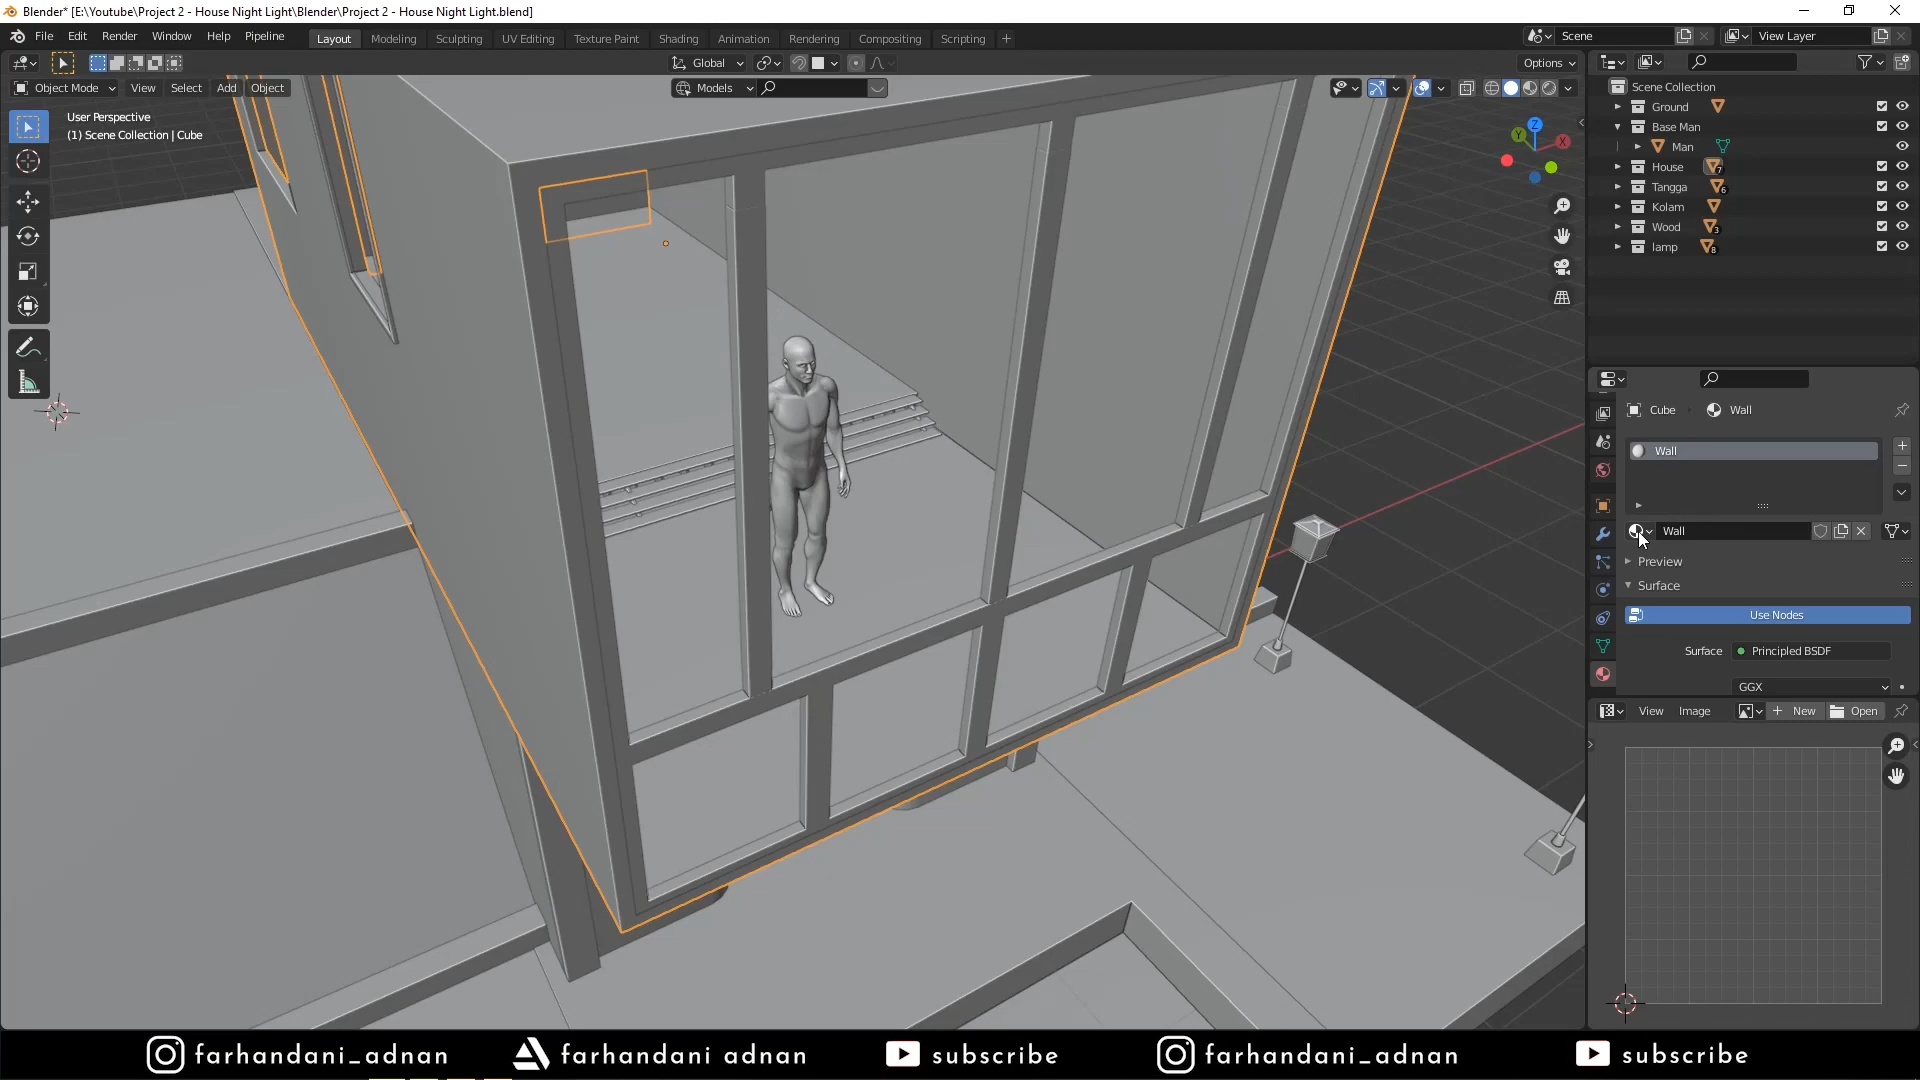 Blender* [E:\Youtube\Project 2 - House Night Light\Blender\Project 2 - House Night Light.blend]
File Edit Render Window Help Pipeline Layout Modeling Sculpting UV Editing Texture Paint Shading Animation Rendering Compositing Scripting + Scene View Layer
Global Options
Object Mode View Select Add Object Models
User Perspective
(1) Scene Collection | Cube
Z
Y
X
Scene Collection
Ground
Base Man
Man
House 7
Tangga 6
Kolam
Wood 3
lamp 8
Cube Wall
Wall
Wall
Preview
Surface
Use Nodes
Surface Principled BSDF
GGX
View Image New Open
farhandani_adnan farhandani adnan subscribe farhandani_adnan subscribe